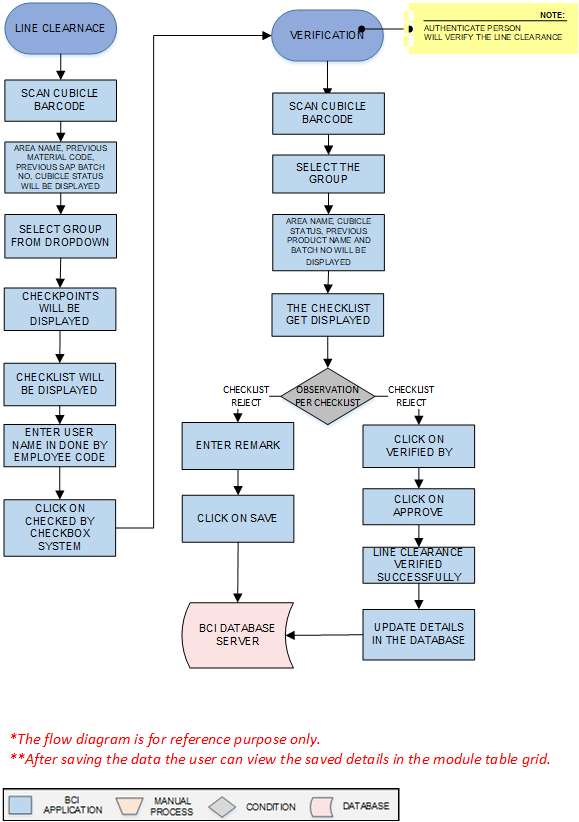 LINE CLEARNACE
SCAN CUBICLE
BARCODE
AREA NAME, PREVIOUS
MATERIAL CODE,
PREVIOUS SAP BATCH
NO, CUBICLE STATUS
WILL BE DISPLAYED
SELECT GROUP
FROM DROPDOWN
CHECKPOINTS
WILL BE
DISPLAYED
CHECKLIST WILL
BE DISPLAYED
ENTER USER
NAME IN DONE BY
EMPLOYEE CODE
CLICK ON
CHECKED BY
CHECKBOX
SYSTEM
VERIFICATION
NOTE:
AUTHENTICATE PERSON
WILL VERIFY THE LINE CLEARANCE
SCAN CUBICLE
BARCODE
SELECT THE
GROUP
AREA NAME, CUBICLE
STATUS, PREVIOUS
PRODUCT NAME AND
BATCH NO WILL BE
DISPLAYED
THE CHECKLIST
GET DISPLAYED
OBSERVATION
PER CHECKLIST
CHECKLIST
REJECT
ENTER REMARK
CLICK ON SAVE
BCI DATABASE
SERVER
CHECKLIST
REJECT
CLICK ON
VERIFIED BY
CLICK ON
APPROVE
LINE CLEARANCE
VERIFIED
SUCCESSFULLY
UPDATE DETAILS
IN THE DATABASE
*The flow diagram is for reference purpose only.
**After saving the data the user can view the saved details in the module table grid.
BCI
APPLICATION
MANUAL
PROCESS
CONDITION
DATABASE